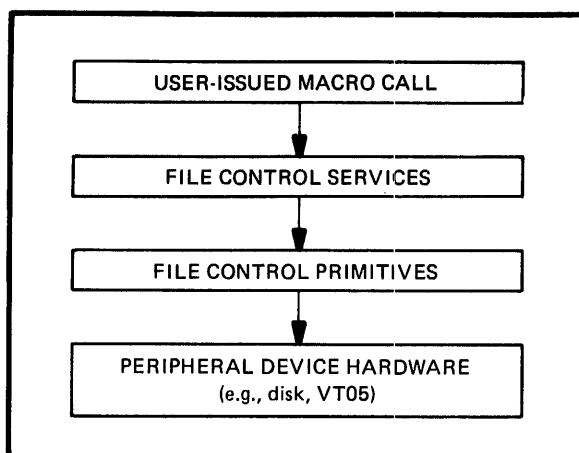 USER-ISSUED MACRO CALL
FILE CONTROL SERVICES
FILE CONTROL PRIMITIVES
PERIPHERAL DEVICE HARDWARE
(e.g., disk, VT05)